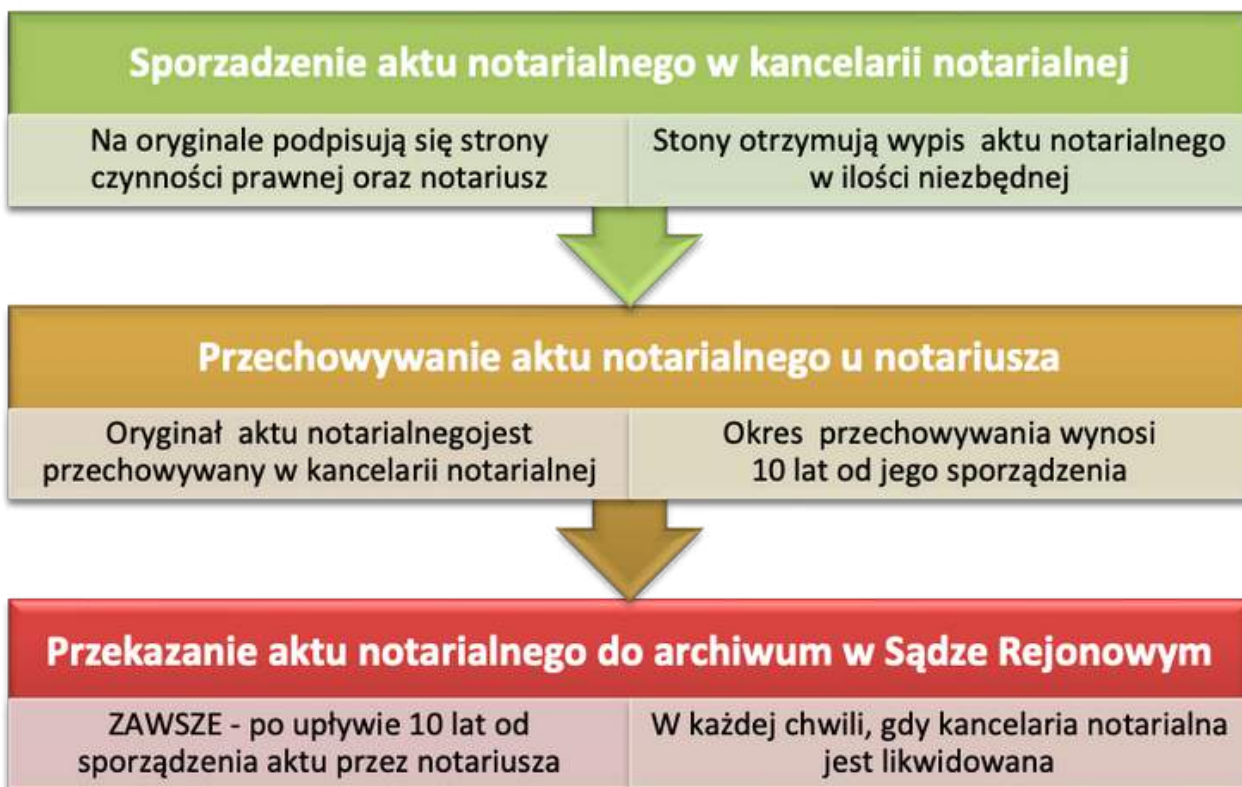 Sporzadzenie aktu notarialnego w kancelarii notarialnej
Na oryginale podpisują się strony
czynności prawnej oraz notariusz
Stony otrzymują wypis aktu notarialnego
w ilości niezbędnej
Przechowywanie aktu notarialnego u notariusza
Oryginał aktu notarialnegojest
przechowywany w kancelarii notarialnej
Okres przechowywania wynosi
10 lat od jego sporządzenia
Przekazanie aktu notarialnego do archiwum w Sądze Rejonowym
ZAWSZE - po upływie 10 lat od
sporządzenia aktu przez notariusza
W każdej chwili, gdy kancelaria notarialna
jest likwidowana